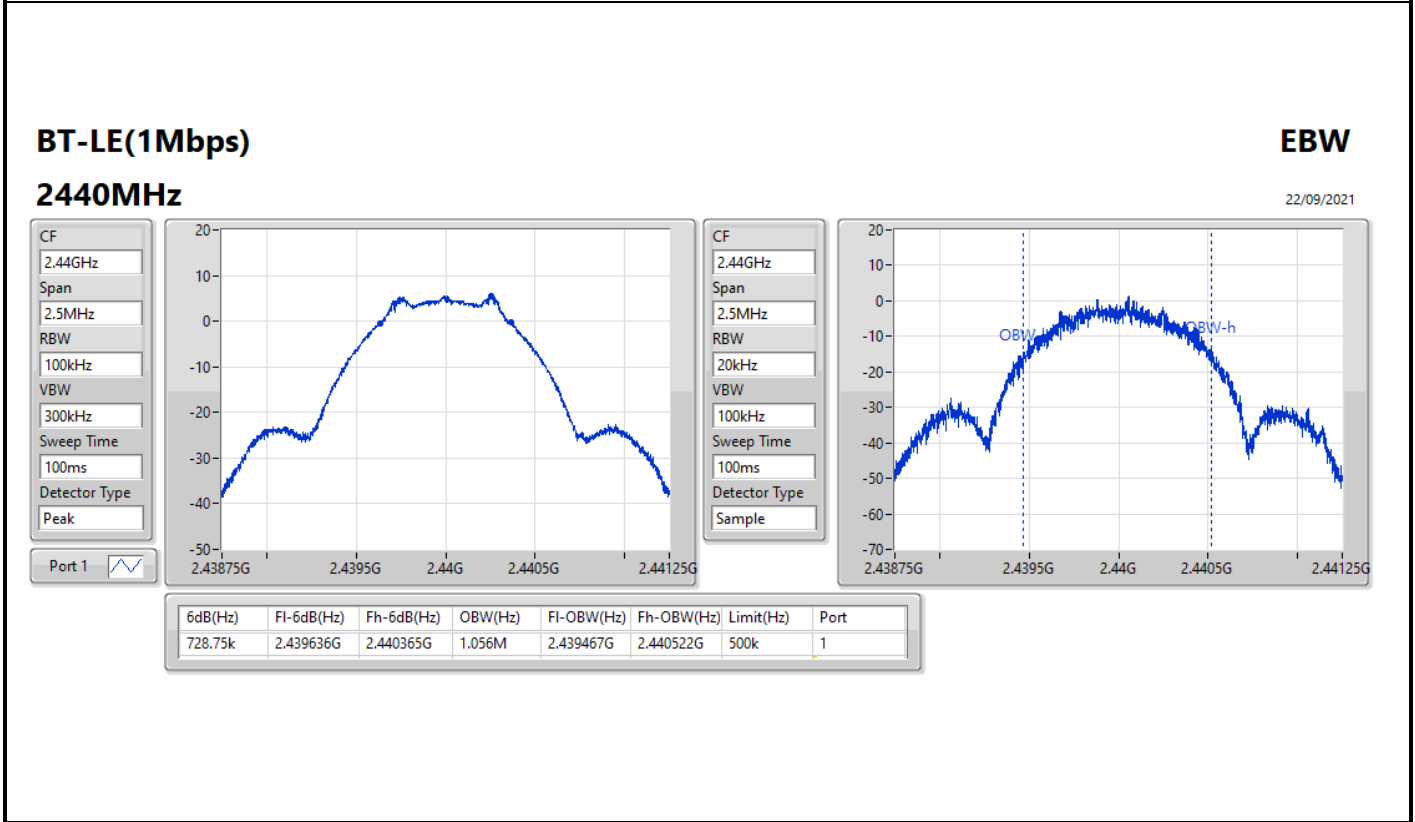 BT-LE(1Mbps)
EBW
2440MHz
22/09/2021
CF
2.44GHz
Span
2.5MHz
RBW
100kHz
VBW
300kHz
Sweep Time
100ms
Detector Type
Peak
Port 1
20
10
0
-10
-20
-30
-40
-50
2.43875G 2.4395G 2.44G 2.4405G 2.44125G
CF
2.44GHz
Span
2.5MHz
RBW
20kHz
VBW
100kHz
Sweep Time
100ms
Detector Type
Sample
20
10
0
-10
-20
-30
-40
-50
-60
-70
OBW-h
2.43875G 2.4395G 2.44G 2.4405G 2.44125G
6dB(Hz) Fl-6dB(Hz) Fh-6dB(Hz) OBW(Hz) Fl-OBW(Hz) Fh-OBW(Hz) Limit(Hz) Port
728.75k 2.439636G 2.440365G 1.056M 2.439467G 2.440522G 500k 1